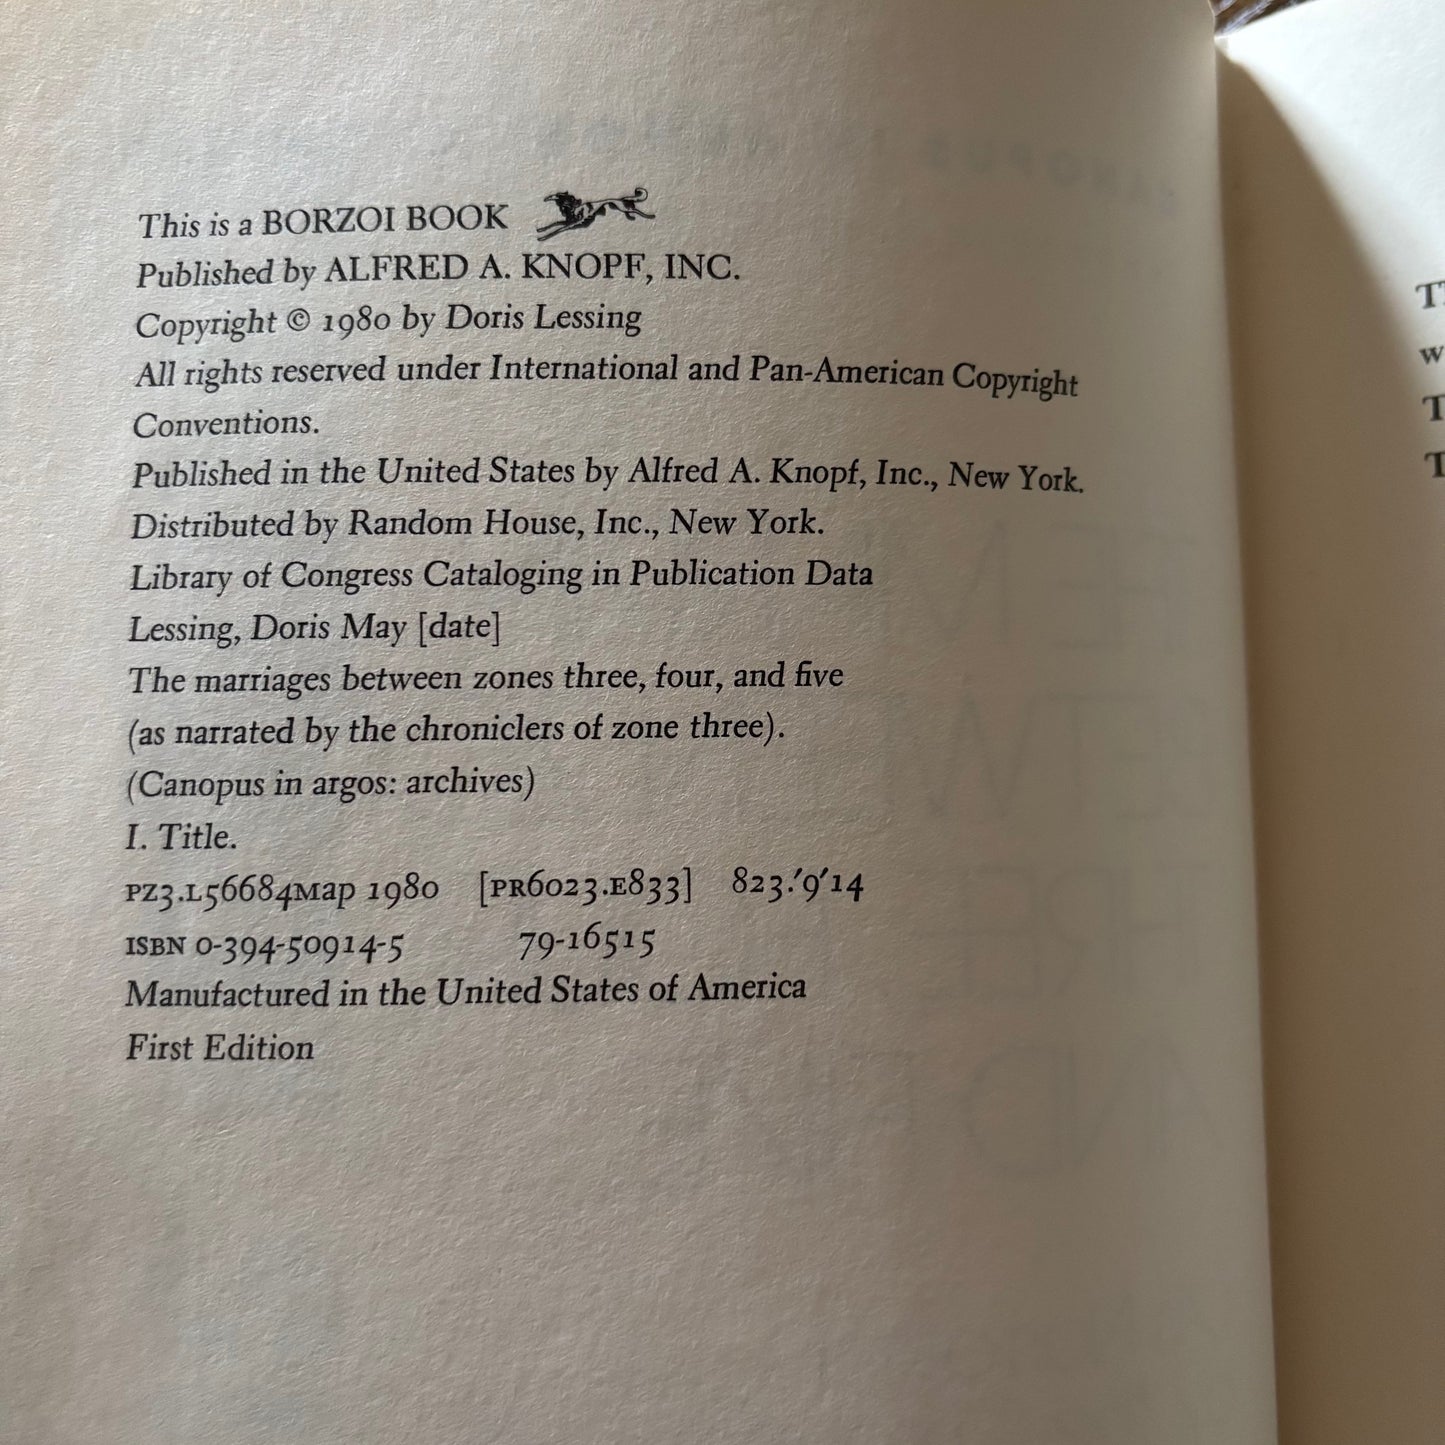 This is a BORZOI BOOK
Published by ALFRED A. KNOPF, INC.
Copyright © 1980 by Doris Lessing
All rights reserved under International and Pan-American Copyright
Conventions.
Published in the United States by Alfred A. Knopf, Inc., New York.
Distributed by Random House, Inc., New York.
Library of Congress Cataloging in Publication Data
Lessing, Doris May [date]
The marriages between zones three, four, and five
(as narrated by the chroniclers of zone three).
(Canopus in argos: archives)
I. Title.
PZ3.L56684Map 1980 [PR6023.E833] 823.'9'14
ISBN 0-394-50914-5 79-16515
Manufactured in the United States of America
First Edition